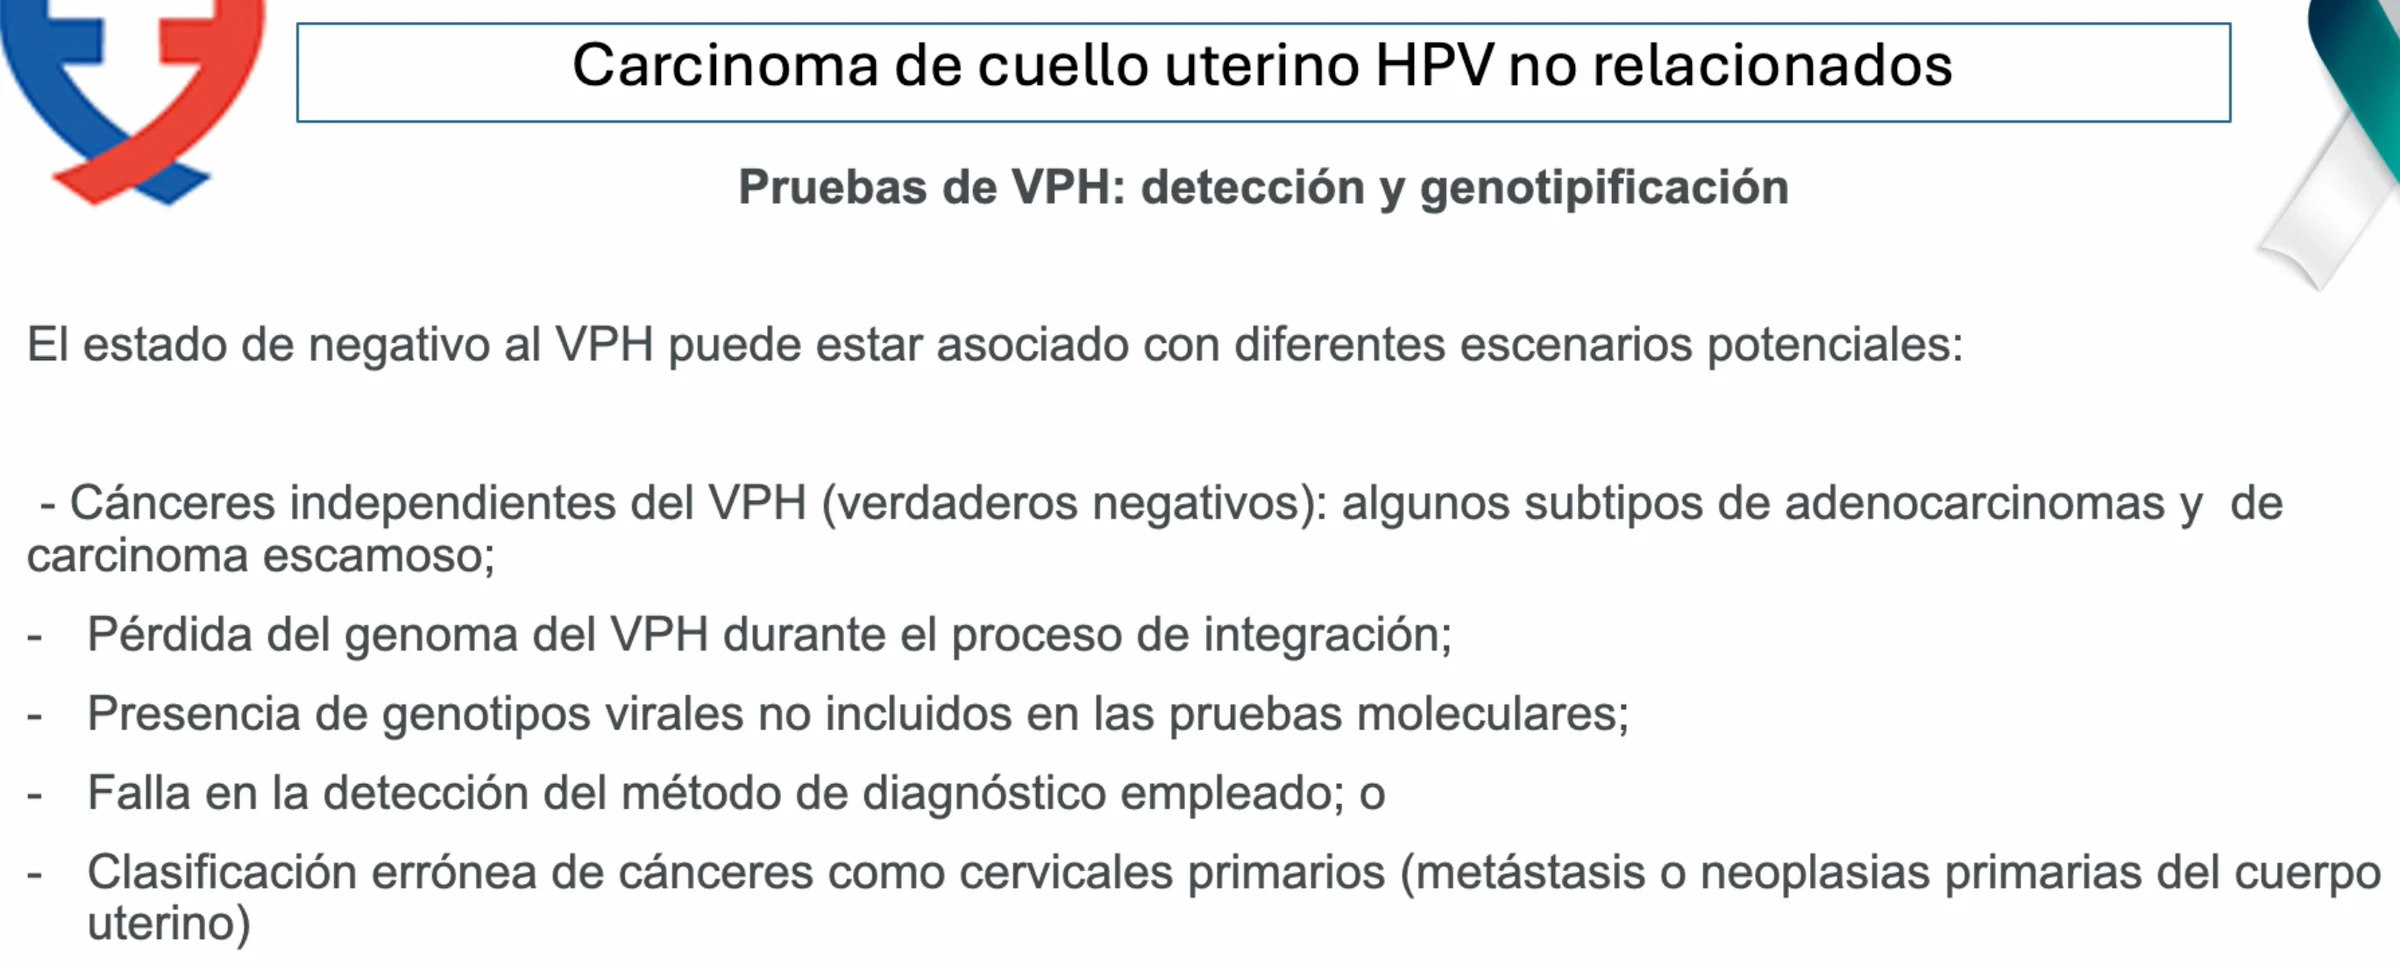 Carcinoma de cuello uterino HPV no relacionados
Pruebas de VPH: detección y genotipificación
El estado de negativo al VPH puede estar asociado con diferentes escenarios potenciales:
- Cánceres independientes del VPH (verdaderos negativos): algunos subtipos de adenocarcinomas y  de
carcinoma escamoso;
- Pérdida del genoma del VPH durante el proceso de integración;
- Presencia de genotipos virales no incluidos en las pruebas moleculares;
- Falla en la detección del método de diagnóstico empleado; o
- Clasificación errónea de cánceres como cervicales primarios (metástasis o neoplasias primarias del cuerpo
uterino)